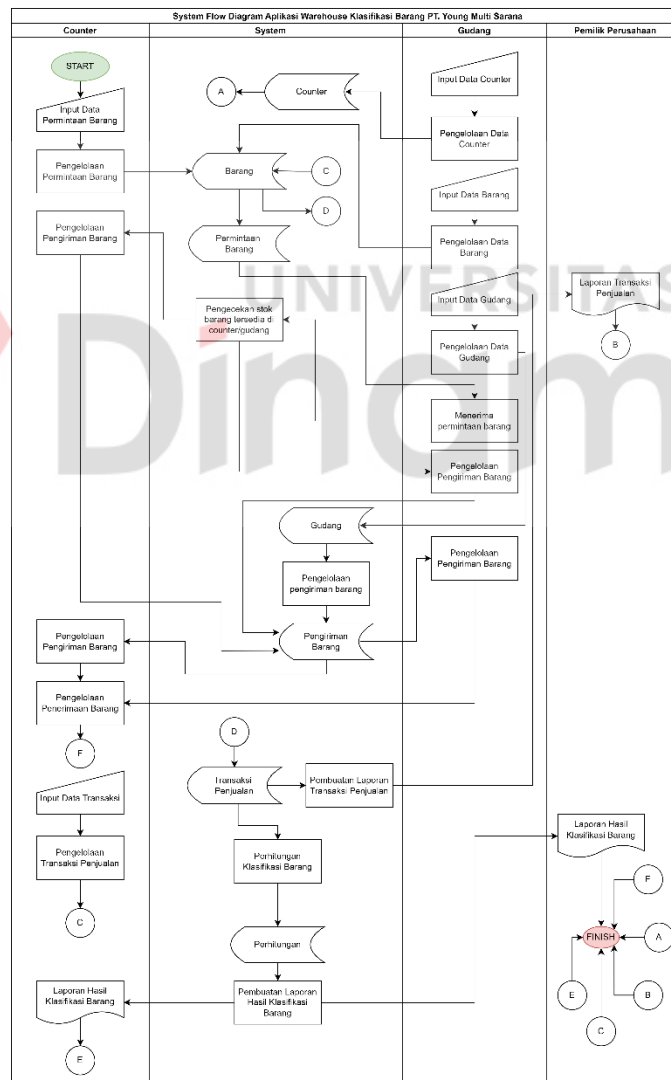 System Flow Diagram Aplikasi Warehouse Klasifikasi Barang PT. Young Multi Sarana
Counter
System
Gudang
Pemilik Perusahaan
START
Input Data
Permintaan Barang
Pengelolaan
Permintaan Barang
Pengelolaan
Pengiriman Barang
Pengelolaan
Pengiriman Barang
Pengelolaan
Penerimaan Barang
F
Input Data Transaksi
Pengelolaan
Transaksi Penjualan
C
Laporan Hasil
Klasifikasi Barang
E
A
Counter
Barang
C
D
Permintaan
Barang
Pengecekan stok
barang tersedia di
counter/gudang
Gudang
Pengelolaan
pengiriman barang
Pengiriman
Barang
D
Transaksi
Penjualan
Pembuatan Laporan
Transaksi Penjualan
Perhitungan
Klasifikasi Barang
Perhitungan
Pembuatan Laporan
Hasil Klasifikasi
Barang
Input Data Counter
Pengelolaan Data
Counter
Input Data Barang
Pengelolaan Data
Barang
Input Data Gudang
Pengelolaan Data
Gudang
Menerima
permintaan barang
Pengelolaan
Pengiriman Barang
Pengelolaan
Pengiriman Barang
Laporan Transaksi
Penjualan
B
Laporan Hasil
Klasifikasi Barang
F
FINISH
A
E
B
C
UNIVERSITAS
Dinam